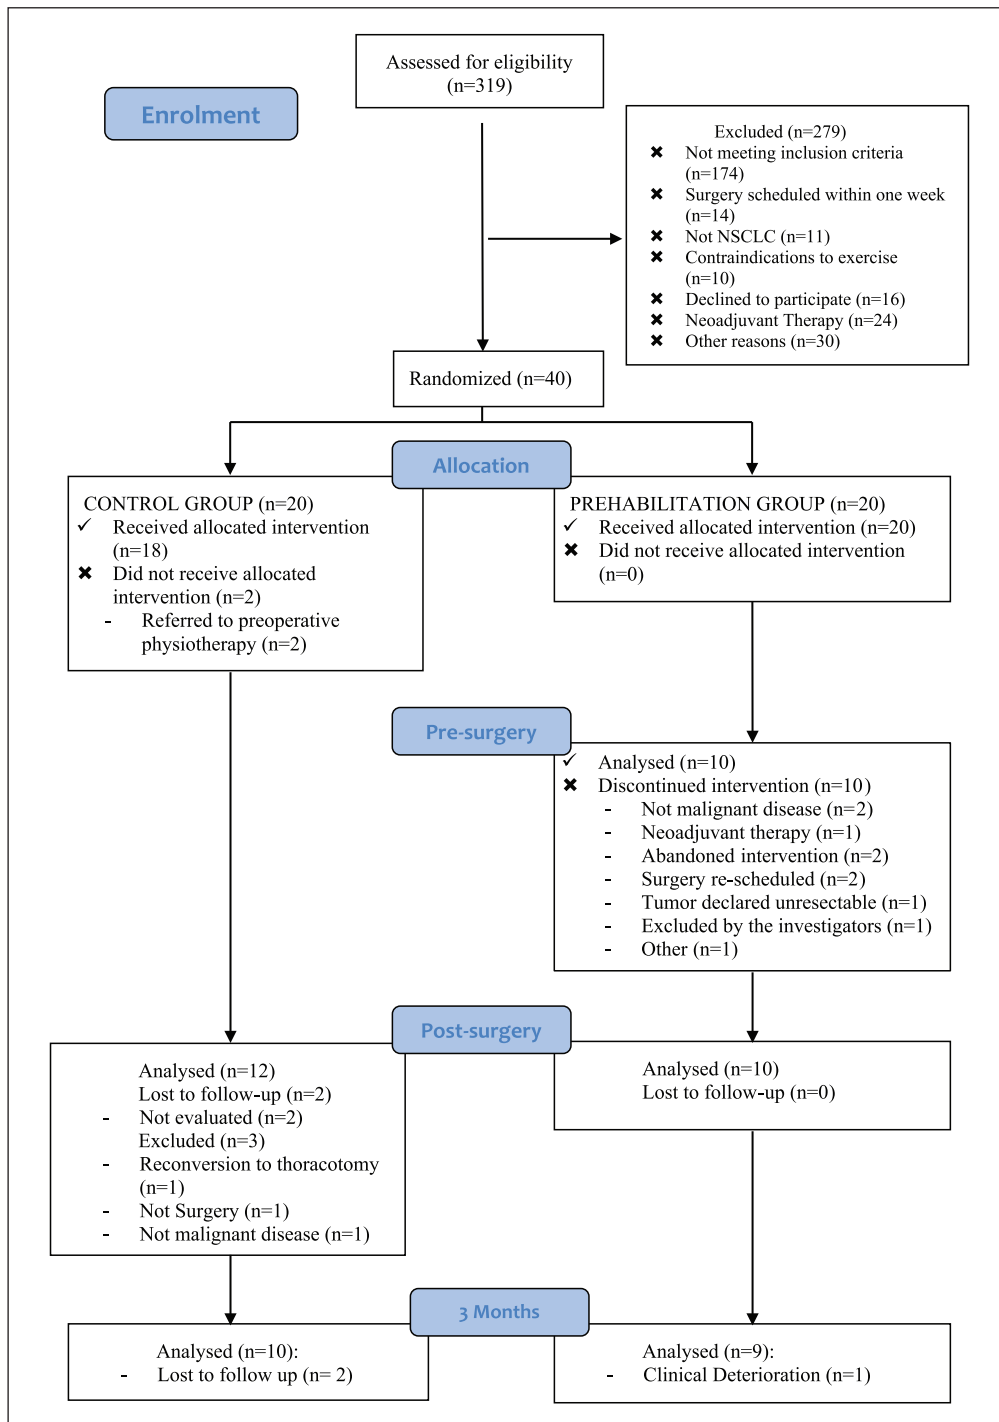 Assessed for eligibility
(n=319)
Enrolment
Excluded (n=279)
✖ Not meeting inclusion criteria
(n=174)
✖ Surgery scheduled within one week
(n=14)
✖ Not NSCLC (n=11)
✖ Contraindications to exercise
(n=10)
✖ Declined to participate (n=16)
✖ Neoadjuvant Therapy (n=24)
✖ Other reasons (n=30)
Randomized (n=40)
Allocation
CONTROL GROUP (n=20)
✓ Received allocated intervention
(n=18)
✖ Did not receive allocated
intervention (n=2)
- Referred to preoperative
physiotherapy (n=2)
PREHABILITATION GROUP (n=20)
✓ Received allocated intervention (n=20)
✖ Did not receive allocated intervention
(n=0)
Pre-surgery
✓ Analysed (n=10)
✖ Discontinued intervention (n=10)
- Not malignant disease (n=2)
- Neoadjuvant therapy (n=1)
- Abandoned intervention (n=2)
- Surgery re-scheduled (n=2)
- Tumor declared unresectable (n=1)
- Excluded by the investigators (n=1)
- Other (n=1)
Post-surgery
Analysed (n=12)
Lost to follow-up (n=2)
- Not evaluated (n=2)
Excluded (n=3)
- Reconversion to thoracotomy
(n=1)
- Not Surgery (n=1)
- Not malignant disease (n=1)
Analysed (n=10)
Lost to follow-up (n=0)
3 Months
Analysed (n=10):
- Lost to follow up (n= 2)
Analysed (n=9):
- Clinical Deterioration (n=1)